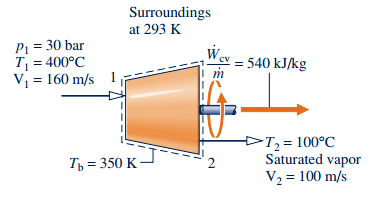 Surroundings
at 293 K
p₁ = 30 bar
T₁ = 400°C
V₁ = 160 m/s
1
Ẇcv/ṁ = 540 kJ/kg
T₂ = 100°C
Saturated vapor
V₂ = 100 m/s
Tb = 350 K
2